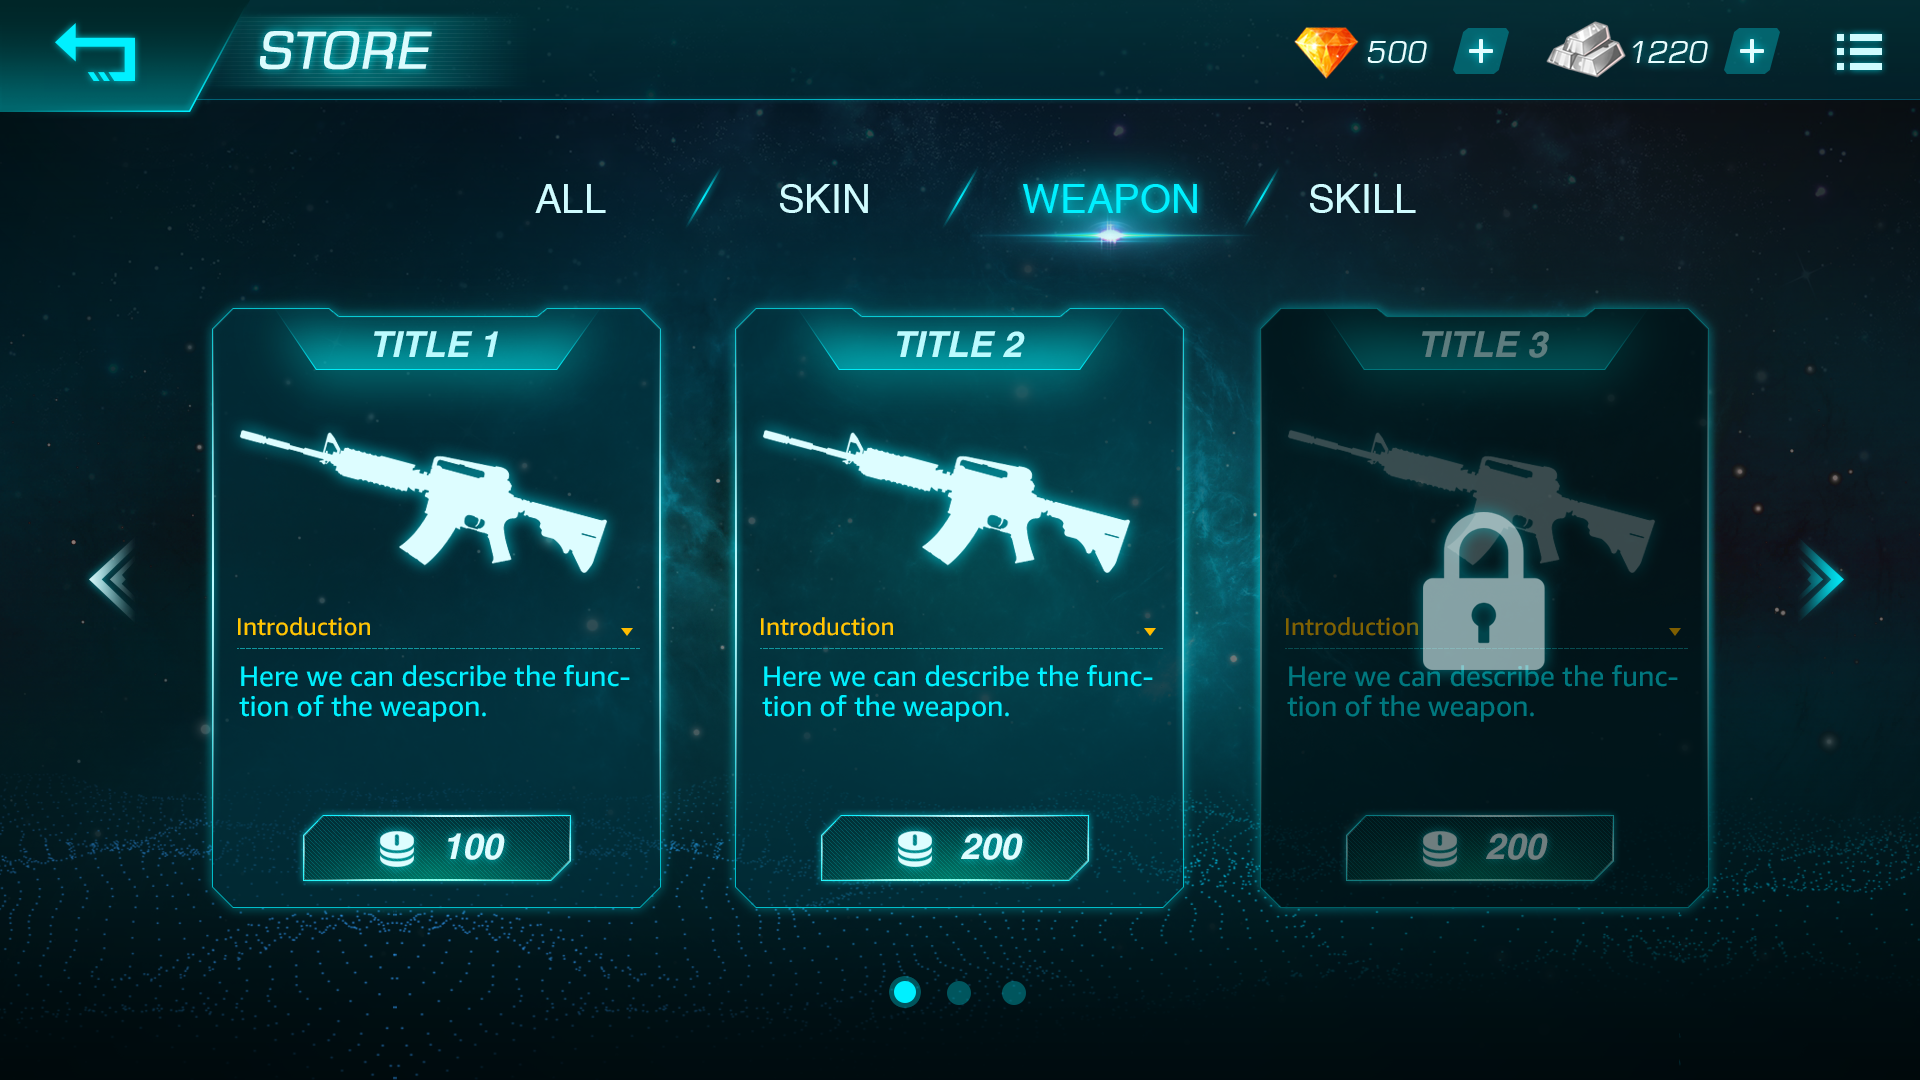 STORE
500
1220
ALL
SKIN
WEAPON
SKILL
TITLE 1
Introduction
Here we can describe the func-
tion of the weapon.
100
TITLE 2
Introduction
Here we can describe the func-
tion of the weapon.
200
TITLE 3
Introduction
Here we can describe the func-
tion of the weapon.
200